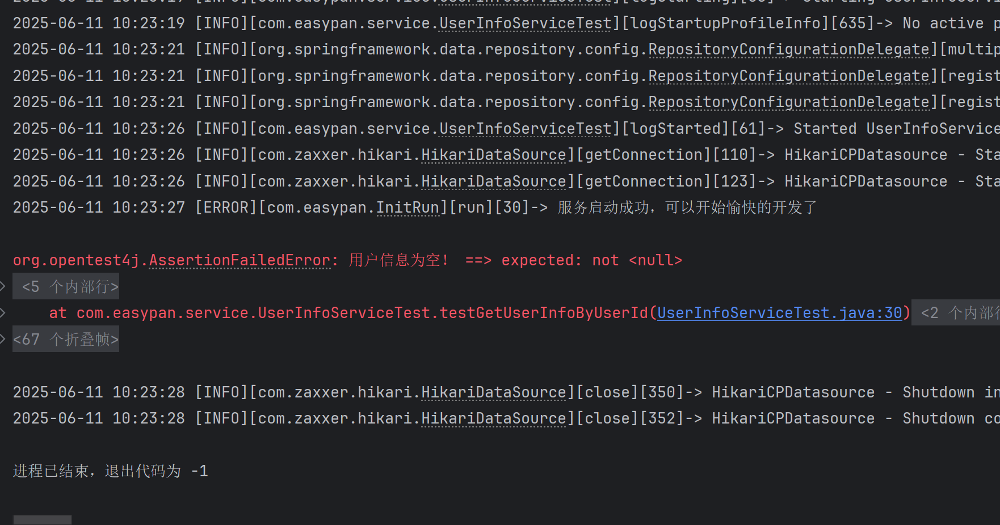 2025-06-11 10:23:19 [INFO][com.easypan.service.UserInfoServiceTest][logStartupProfileInfo][635]-> No active
2025-06-11 10:23:21 [INFO][org.springframework.data.repository.config.RepositoryConfigurationDelegate][multip
2025-06-11 10:23:21 [INFO][org.springframework.data.repository.config.RepositoryConfigurationDelegate][regist
2025-06-11 10:23:21 [INFO][org.springframework.data.repository.config.RepositoryConfigurationDelegate][regist
2025-06-11 10:23:26 [INFO][com.easypan.service.UserInfoServiceTest][logStarted][61]-> Started UserInfoService
2025-06-11 10:23:26 [INFO][com.zaxxer.hikari.HikariDataSource][getConnection][110]-> HikariCPDatasource - Sta
2025-06-11 10:23:26 [INFO][com.zaxxer.hikari.HikariDataSource][getConnection][123]-> HikariCPDatasource - Sta
2025-06-11 10:23:27 [ERROR][com.easypan.InitRun][run][30]-> 服务启动成功，可以开始愉快的开发了
org.opentest4j.AssertionFailedError: 用户信息为空！ ==> expected: not <null>
<5 个内部行>
at com.easypan.service.UserInfoServiceTest.testGetUserInfoByUserId(UserInfoServiceTest.java:30) <2 个内部行
<67 个折叠帧>
2025-06-11 10:23:28 [INFO][com.zaxxer.hikari.HikariDataSource][close][350]-> HikariCPDatasource - Shutdown in
2025-06-11 10:23:28 [INFO][com.zaxxer.hikari.HikariDataSource][close][352]-> HikariCPDatasource - Shutdown co
进程已结束，退出代码为 -1